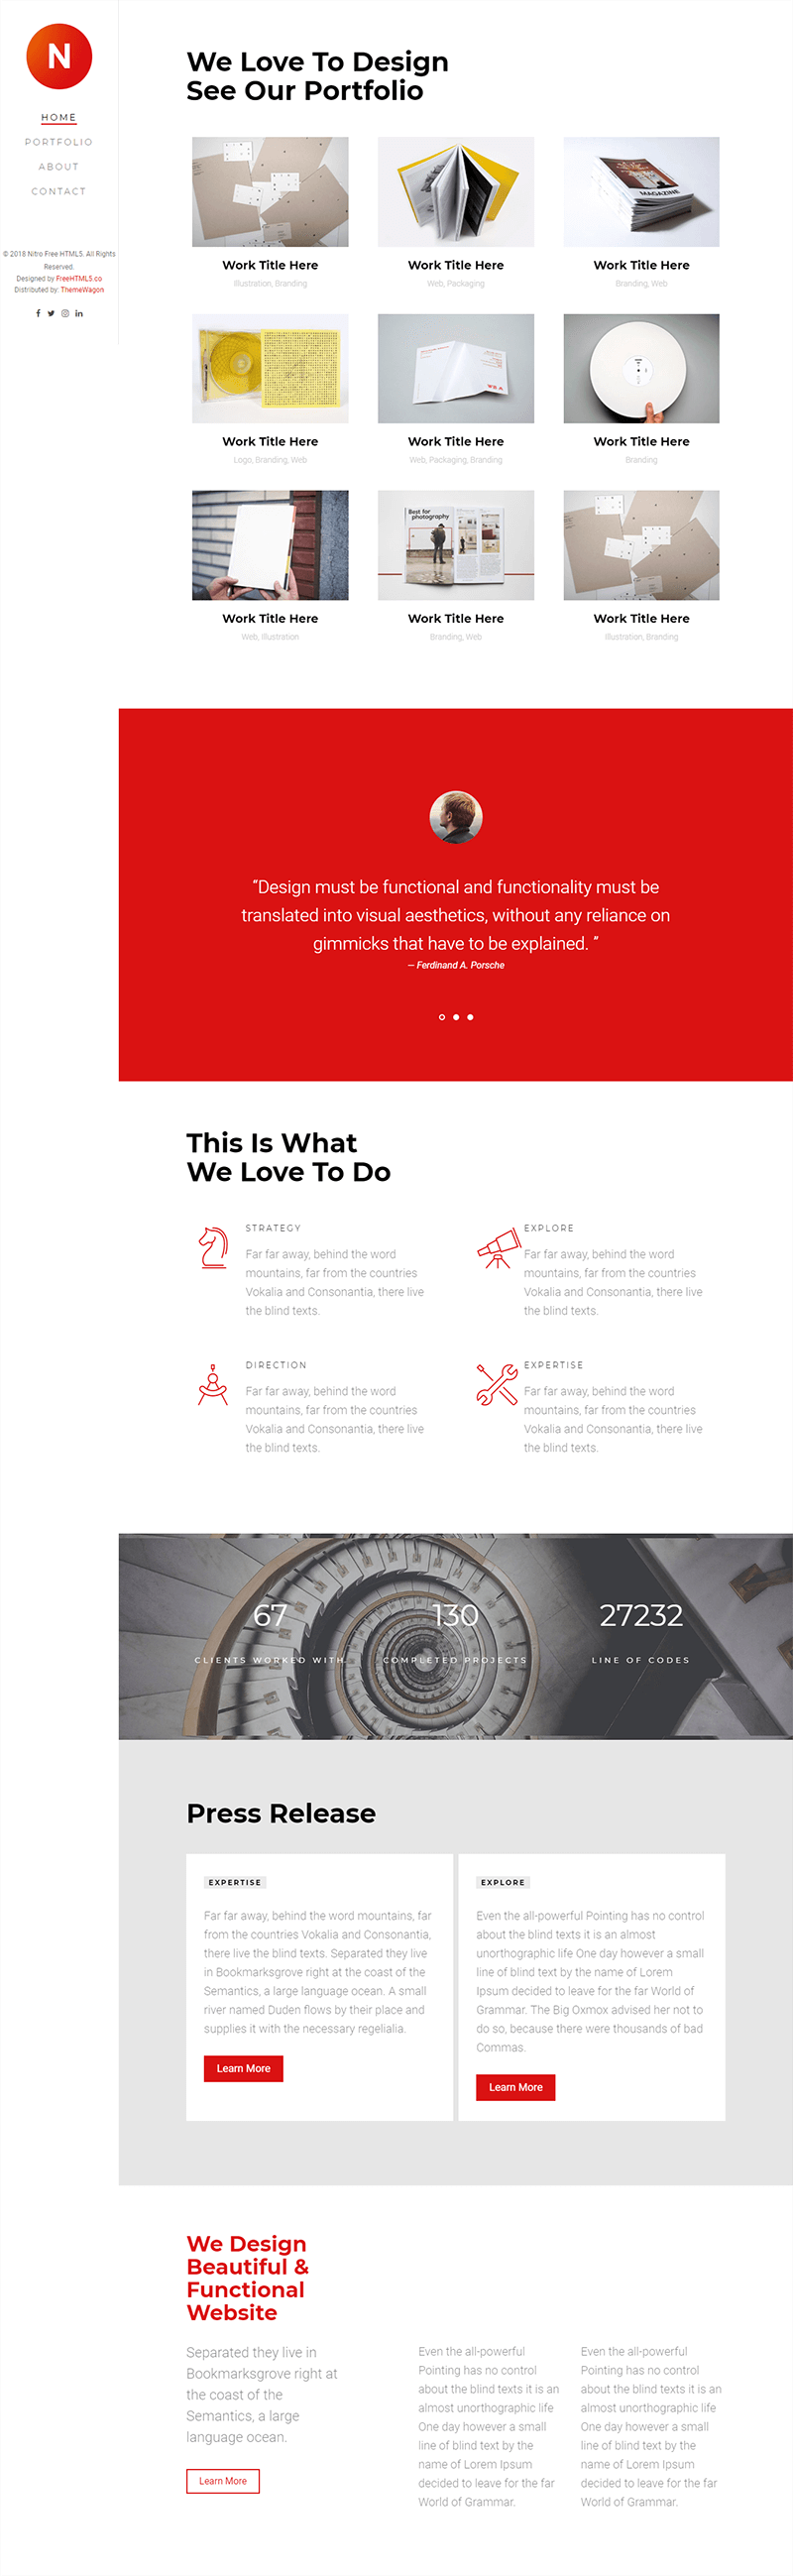 N
HOME
PORTFOLIO
ABOUT
CONTACT
© 2018 Nitro Free HTML5. All Rights
Reserved.
Designed by FreeHTML5.co
Distributed by: ThemeWagon
We Love To Design
See Our Portfolio
MAGAZINE
Work Title Here
Illustration, Branding
Work Title Here
Web, Packaging
Work Title Here
Branding, Web
Work Title Here
Logo, Branding, Web
Work Title Here
Web, Packaging, Branding
Work Title Here
Branding
Best for
photography
Work Title Here
Web, Illustration
Work Title Here
Branding, Web
Work Title Here
Illustration, Branding
“Design must be functional and functionality must be
translated into visual aesthetics, without any reliance on
gimmicks that have to be explained. ”
— Ferdinand A. Porsche
This Is What
We Love To Do
STRATEGY
Far far away, behind the word
mountains, far from the countries
Vokalia and Consonantia, there live
the blind texts.
EXPLORE
Far far away, behind the word
mountains, far from the countries
Vokalia and Consonantia, there live
the blind texts.
DIRECTION
Far far away, behind the word
mountains, far from the countries
Vokalia and Consonantia, there live
the blind texts.
EXPERTISE
Far far away, behind the word
mountains, far from the countries
Vokalia and Consonantia, there live
the blind texts.
67
CLIENTS WORKED WITH
130
COMPLETED PROJECTS
27232
LINE OF CODES
Press Release
EXPERTISE
Far far away, behind the word mountains, far
from the countries Vokalia and Consonantia,
there live the blind texts. Separated they live
in Bookmarksgrove right at the coast of the
Semantics, a large language ocean. A small
river named Duden flows by their place and
supplies it with the necessary regelialia.
Learn More
EXPLORE
Even the all-powerful Pointing has no control
about the blind texts it is an almost
unorthographic life One day however a small
line of blind text by the name of Lorem
Ipsum decided to leave for the far World of
Grammar. The Big Oxmox advised her not to
do so, because there were thousands of bad
Commas.
Learn More
We Design
Beautiful &
Functional
Website
Separated they live in
Bookmarksgrove right at
the coast of the
Semantics, a large
language ocean.
Learn More
Even the all-powerful
Pointing has no control
about the blind texts it is an
almost unorthographic life
One day however a small
line of blind text by the
name of Lorem Ipsum
decided to leave for the far
World of Grammar.
Even the all-powerful
Pointing has no control
about the blind texts it is an
almost unorthographic life
One day however a small
line of blind text by the
name of Lorem Ipsum
decided to leave for the far
World of Grammar.